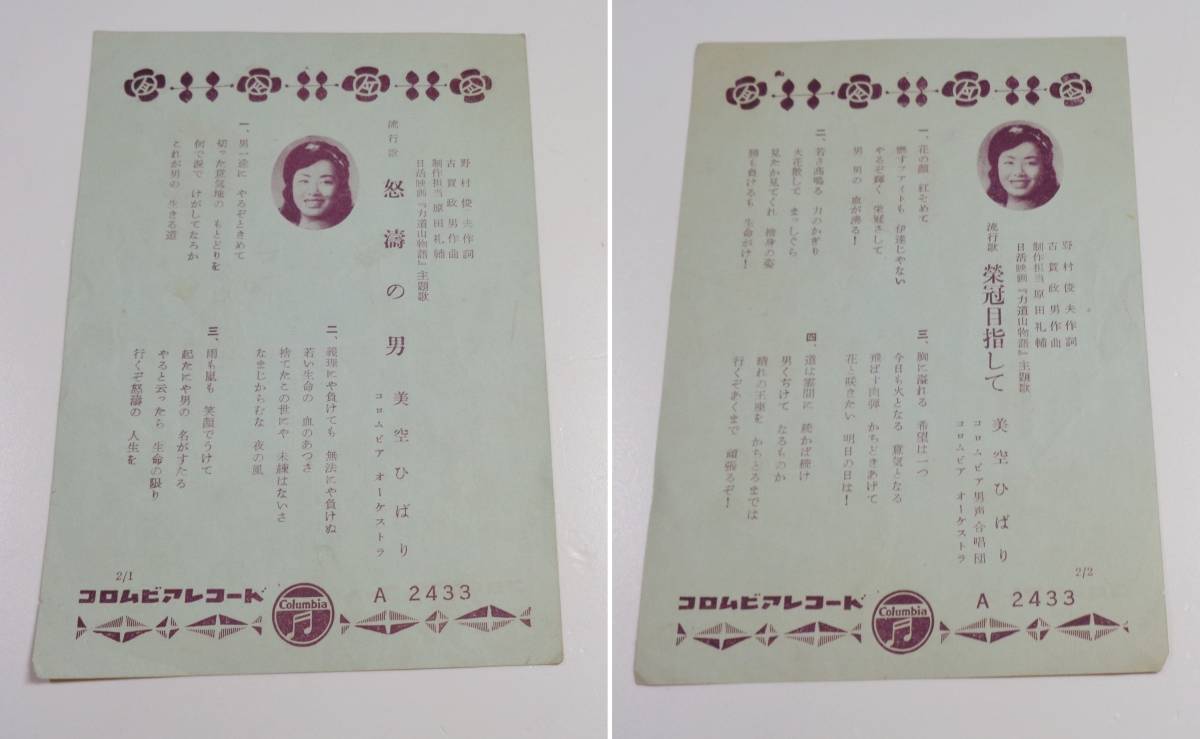 日活映画『力道山物語』主題歌
制作担当 原田礼輔
古賀政男作曲
野村俊夫作詞
流行歌 怒濤の男 美空ひばり
コロムビア オーケストラ
一、男一途に やるぞときめて
切った意気地の もとどりを
何で涙で けがしてなろか
これが男の 生きる道
二、義理にや負けても 無法にや負けぬ
若い生命の 血のあつさ
捨てたこの世にや 未練はないさ
なまじからむな 夜の風
三、雨も嵐も 笑顔でうけて
起たにや男の 名がすたる
やると云ったら 生命の限り
行くぞ怒濤の 人生を
2/1
コロムビアレコード
Columbia
A 2433
野村俊夫作詞
古賀政男作曲
制作担当 原田礼輔
日活映画『力道山物語』主題歌
流行歌 榮冠目指して 美空ひばり
コロムビア男声合唱団
コロムビア オーケストラ
一、花の顔 紅そめて
燃すファイトも 伊達じゃない
やるぞ輝く 栄冠さして
男 男の 血が沸る!
二、若さ高鳴る 力のかぎり
火花散して まっしぐら
見たか見てくれ 捨身の姿
勝も負けるも 生命がけ!
三、胸に溢れる 希望は一つ
今日も火となる 意気となる
飛ばす肉弾 かちどきあげて
花と咲きたい 明日の日は!
四、道は
続かば続け
男くぢけて なるものか
晴れの王座を かちとるまでは
行くぞあくまで 頑張るぞ!
2/2
コロムビアレコード
Columbia
A 2433